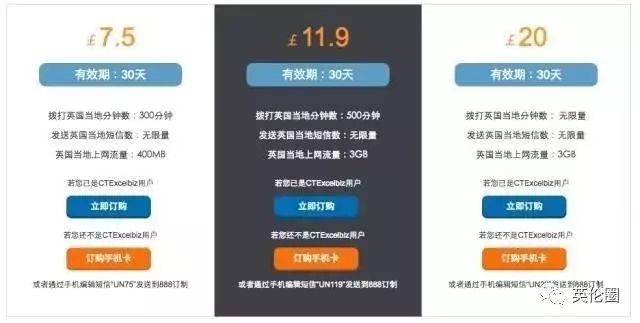 £ 7.5
有效期：30天
拨打英国当地分钟数：300分钟
发送英国当地短信数：无限量
英国当地上网流量：400MB
若您已是CTExcelbiz用户
立即订购
若您还不是CTExcelbiz用户
订购手机卡
或者通过手机编辑短信"UN75"发送到888订制
£ 11.9
有效期：30天
拨打英国当地分钟数：500分钟
发送英国当地短信数：无限量
英国当地上网流量：3GB
若您已是CTExcelbiz用户
立即订购
若您还不是CTExcelbiz用户
订购手机卡
或者通过手机编辑短信"UN119"发送到888订制
£ 20
有效期：30天
拨打英国当地分钟数：无限量
发送英国当地短信数：无限量
英国当地上网流量：3GB
若您已是CTExcelbiz用户
立即订购
若您还不是CTExcelbiz用户
订购手机卡
或者通过手机编辑短信 发送到888订制
英伦圈